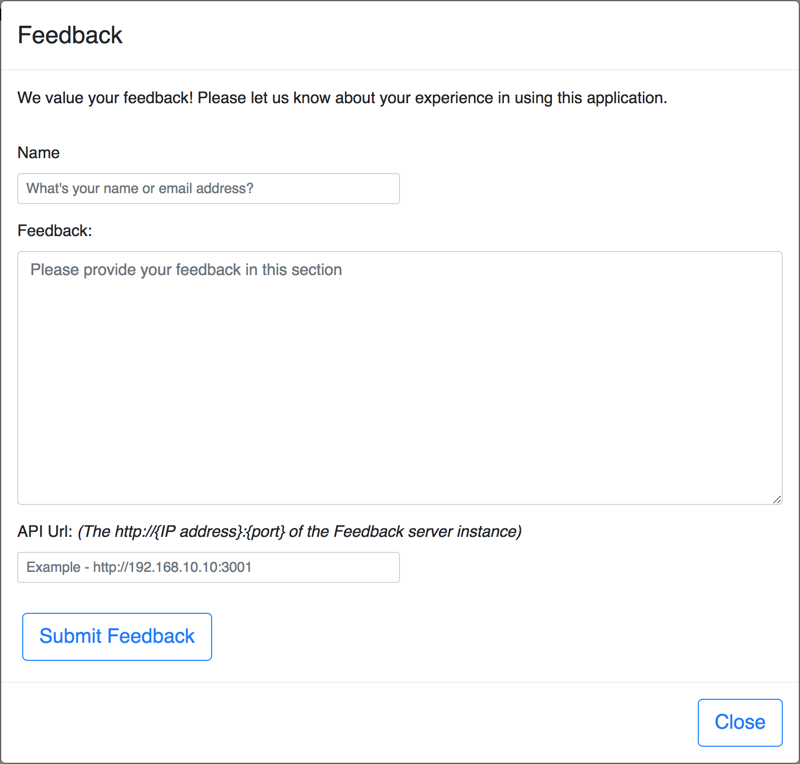 Feedback
We value your feedback! Please let us know about your experience in using this application.
Name
What's your name or email address?
Feedback:
Please provide your feedback in this section
API Url: (The http://{IP address}:{port} of the Feedback server instance)
Example - http://192.168.10.10:3001
Submit Feedback
Close